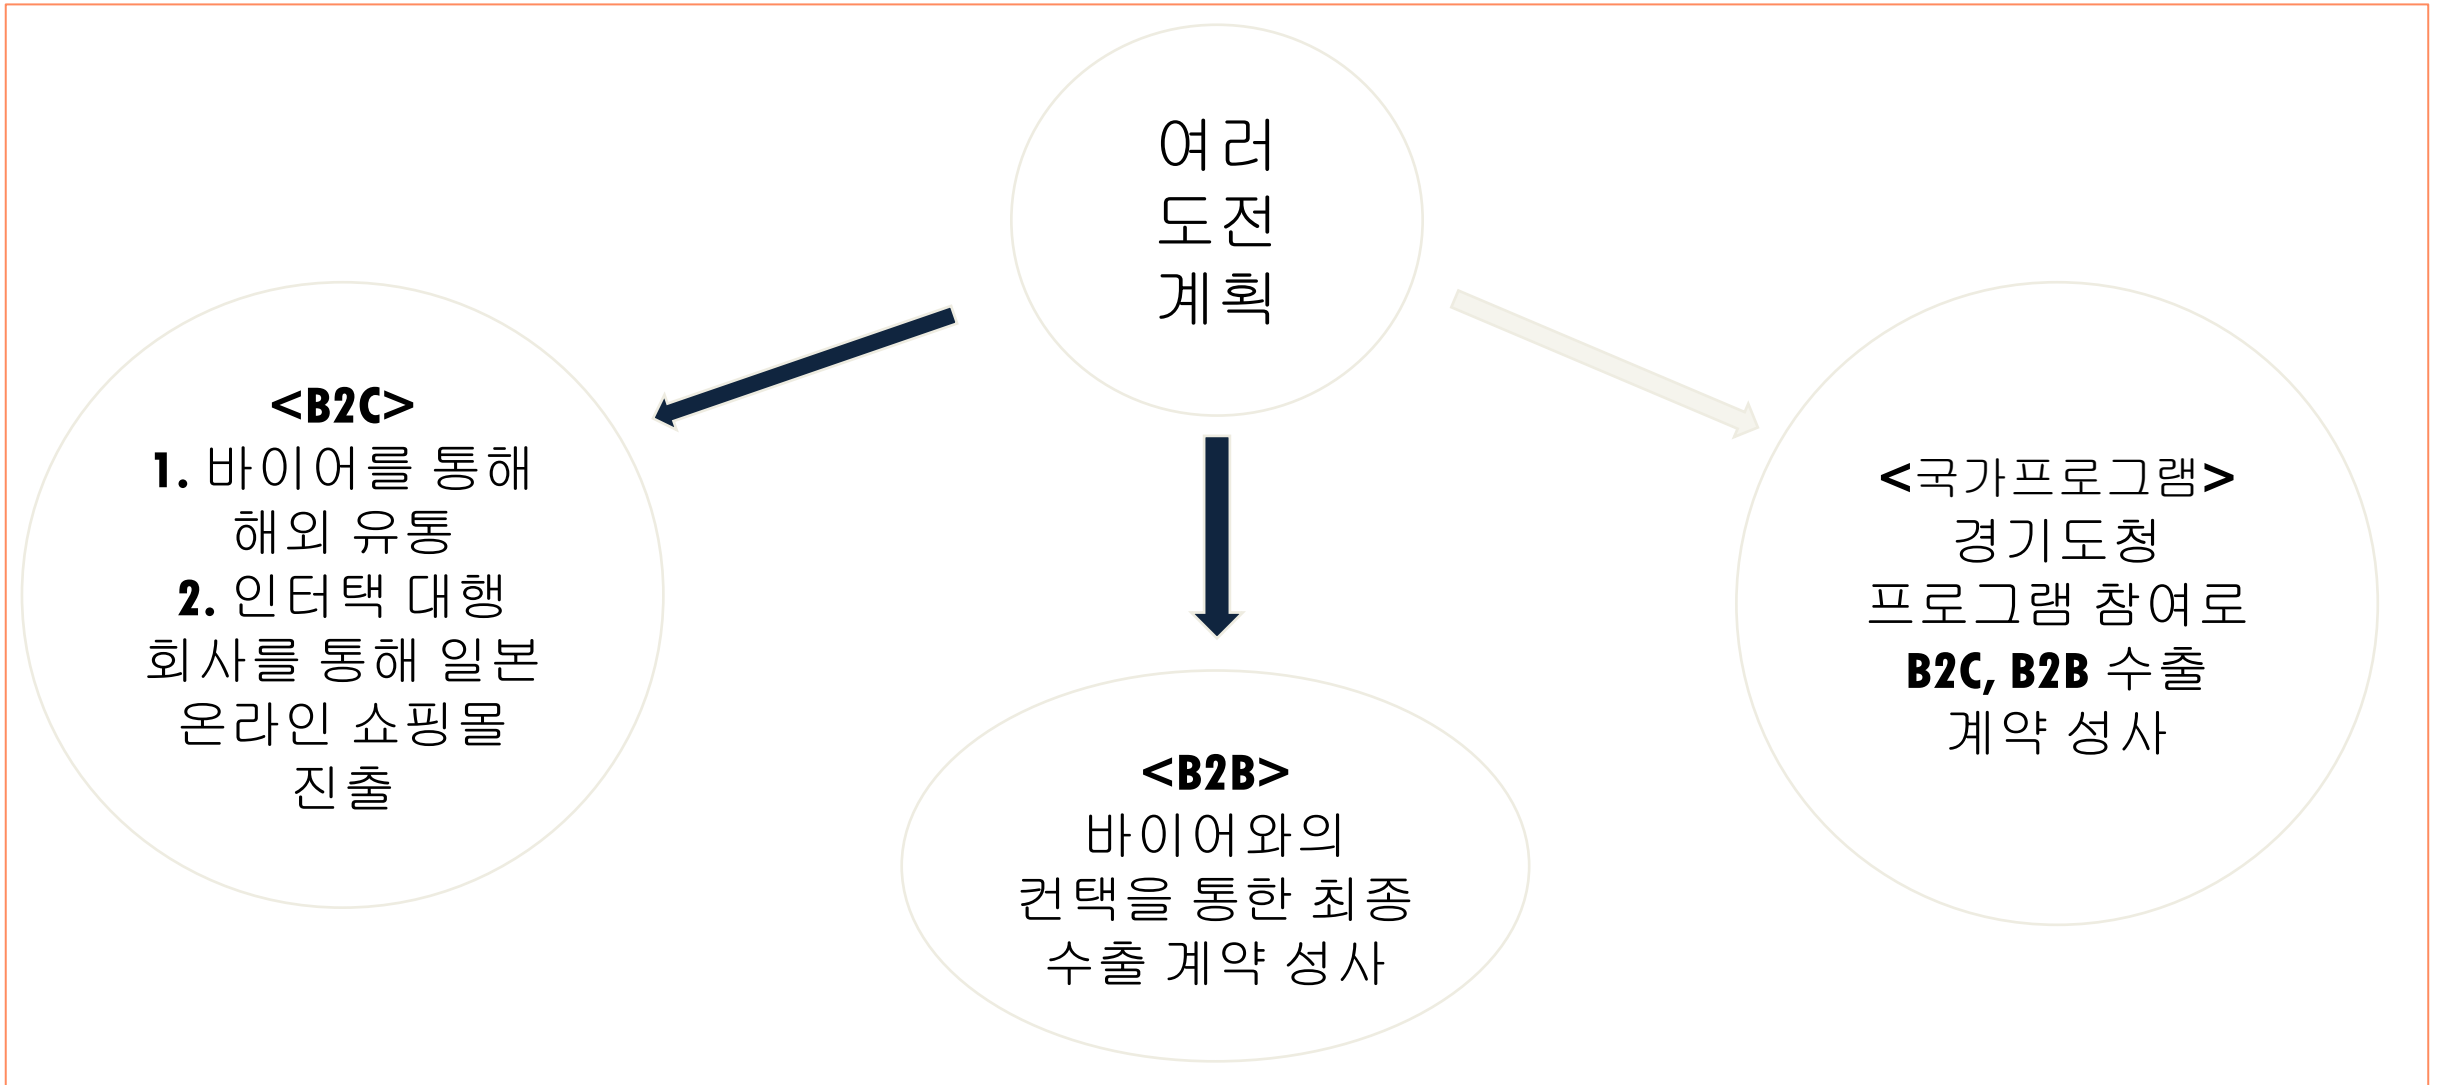 여러
도전
계획
<B2C>
1. 바이어를 통해
해외 유통
2. 인터택 대행
회사를 통해 일본
온라인 쇼핑몰
진출
<B2B>
바이어와의
컨택을 통한 최종
수출 계약 성사
<국가프로그램>
경기도청
프로그램 참여로
B2C, B2B 수출
계약 성사